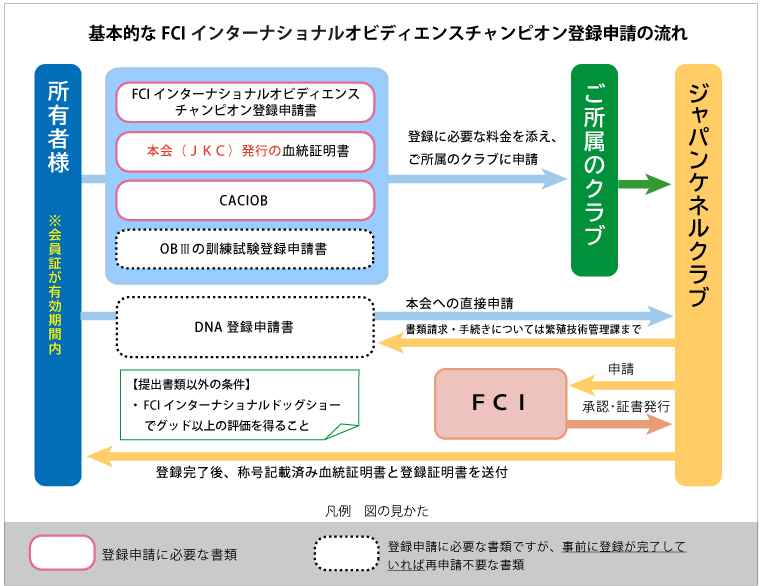 基本的な FCI インターナショナルオビディエンスチャンピオン登録申請の流れ
所有者様
※会員証が有効期間内
FCI インターナショナルオビディエンス
チャンピオン登録申請書
本会（ＪＫＣ）発行の血統証明書
CACIOB
OBⅢの訓練試験登録申請書
登録に必要な料金を添え、
ご所属のクラブに申請
ご所属のクラブ
ジャパンケネルクラブ
DNA 登録申請書
本会への直接申請
書類請求・手続きについては繁殖技術管理課まで
【提出書類以外の条件】
・FCI インターナショナルドッグショー
でグッド以上の評価を得ること
ＦＣＩ
申請
承認・証書発行
登録完了後、称号記載済み血統証明書と登録証明書を送付
凡例　図の見かた
登録申請に必要な書類
登録申請に必要な書類ですが、事前に登録が完了して
いれば再申請不要な書類